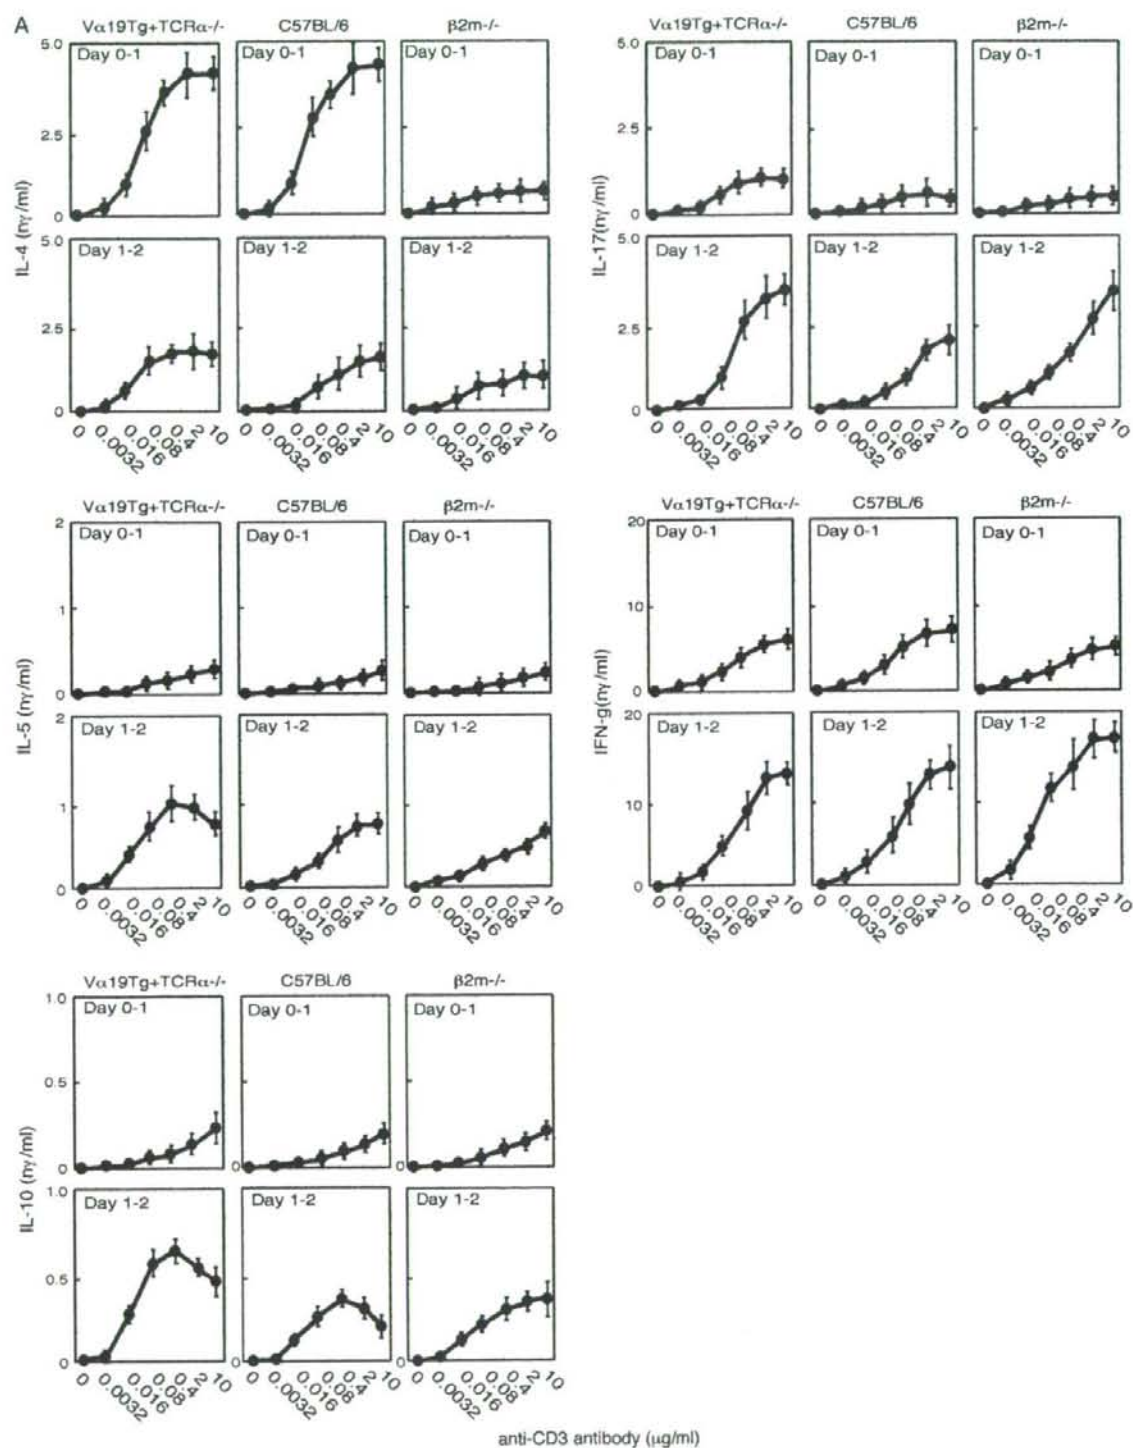 A
Vα19Tg+TCRα-/- C57BL/6 β2m-/-
IL-4 (nγ/ml)
5.0
2.5
0
Day 0-1 Day 0-1 Day 0-1
5.0
2.5
0
Day 1-2 Day 1-2 Day 1-2
0 0.0032 0.016 0.08 0.4 2 10
0 0.0032 0.016 0.08 0.4 2 10
0 0.0032 0.016 0.08 0.4 2 10
Vα19Tg+TCRα-/- C57BL/6 β2m-/-
IL-17(nγ/ml)
5.0
2.5
0
Day 0-1 Day 0-1 Day 0-1
5.0
2.5
0
Day 1-2 Day 1-2 Day 1-2
0 0.0032 0.016 0.08 0.4 2 10
0 0.0032 0.016 0.08 0.4 2 10
0 0.0032 0.016 0.08 0.4 2 10
Vα19Tg+TCRα-/- C57BL/6 β2m-/-
IL-5 (nγ/ml)
2
1
0
Day 0-1 Day 0-1 Day 0-1
2
1
0
Day 1-2 Day 1-2 Day 1-2
0 0.0032 0.016 0.08 0.4 2 10
0 0.0032 0.016 0.08 0.4 2 10
0 0.0032 0.016 0.08 0.4 2 10
Vα19Tg+TCRα-/- C57BL/6 β2m-/-
IFN-g(nγ/ml)
20
10
0
Day 0-1 Day 0-1 Day 0-1
20
10
0
Day 1-2 Day 1-2 Day 1-2
0 0.0032 0.016 0.08 0.4 2 10
0 0.0032 0.016 0.08 0.4 2 10
0 0.0032 0.016 0.08 0.4 2 10
Vα19Tg+TCRα-/- C57BL/6 β2m-/-
IL-10 (nγ/ml)
1.0
0.5
0 0 0
Day 0-1 Day 0-1 Day 0-1
1.0
0.5
0 0 0
Day 1-2 Day 1-2 Day 1-2
0 0.0032 0.016 0.08 0.4 2 10
0 0.0032 0.016 0.08 0.4 2 10
0 0.0032 0.016 0.08 0.4 2 10
anti-CD3 antibody (μg/ml)